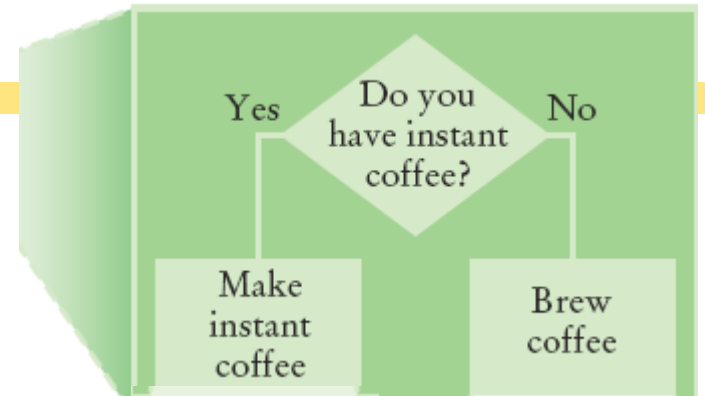 Yes
Do you
have instant
coffee?
No
Make
instant
coffee
Brew
coffee